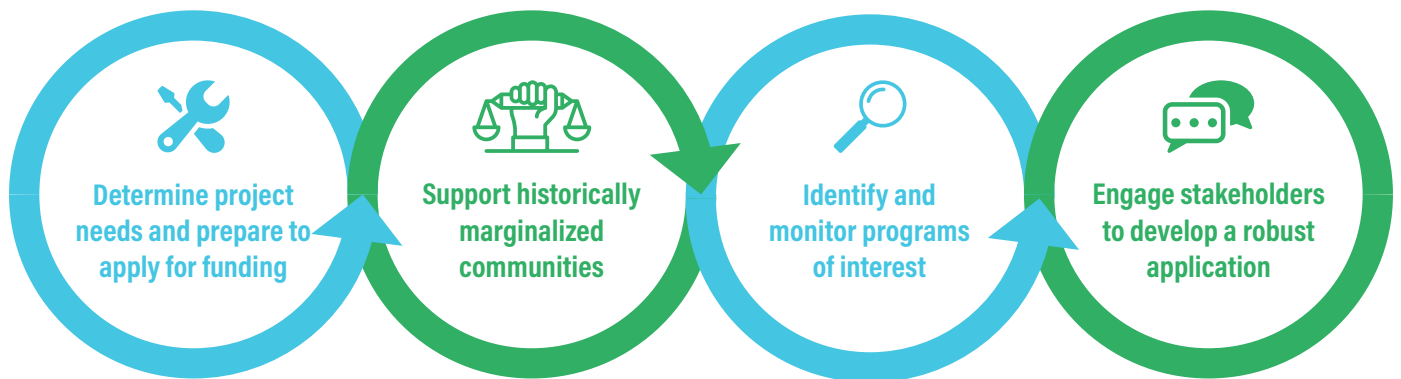 Determine project
needs and prepare to
apply for funding
Support historically
marginalized
communities
Identify and
monitor programs
of interest
Engage stakeholders
to develop a robust
application